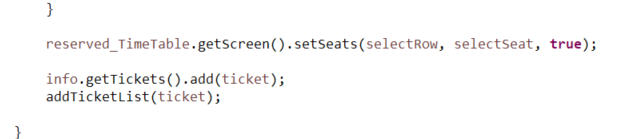 }
reserved_TimeTable.getScreen().setSeats(selectRow, selectSeat, true);
info.getTickets().add(ticket);
addTicketList(ticket);
}